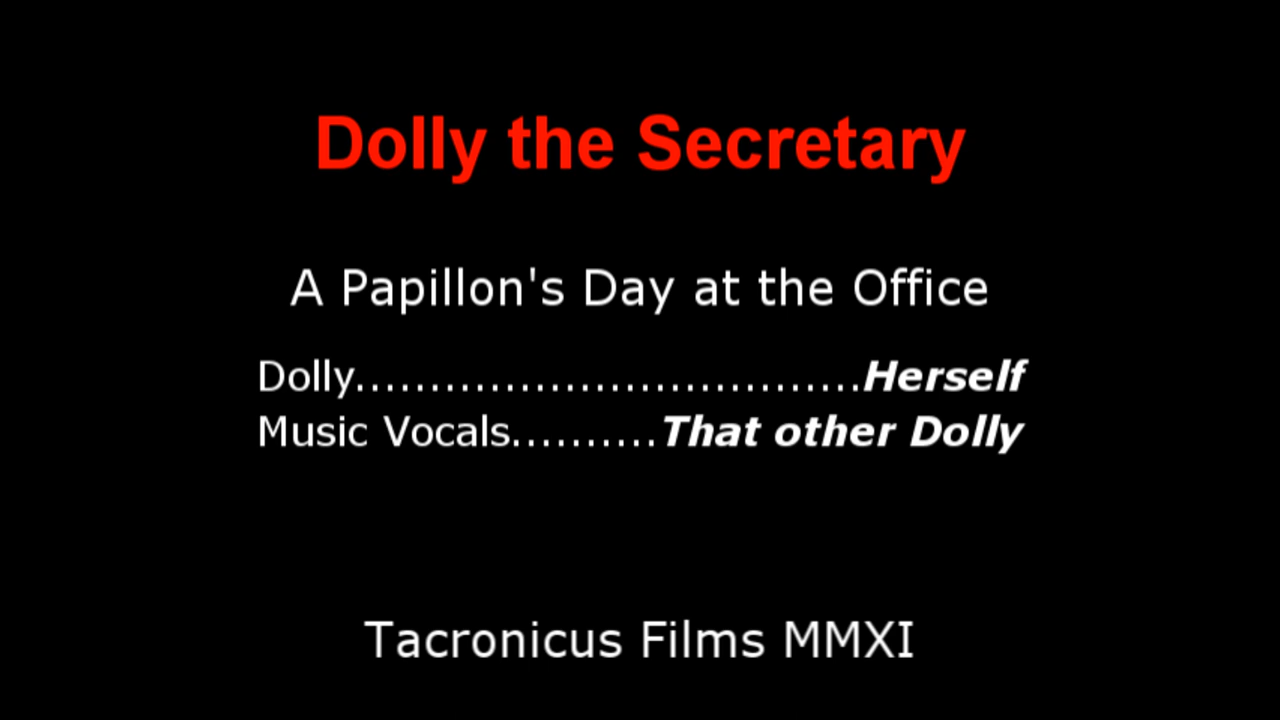 Dolly the Secretary
A Papillon's Day at the Office
Dolly..................................Herself
Music Vocals..........That other Dolly
Tacronicus Films MMXI